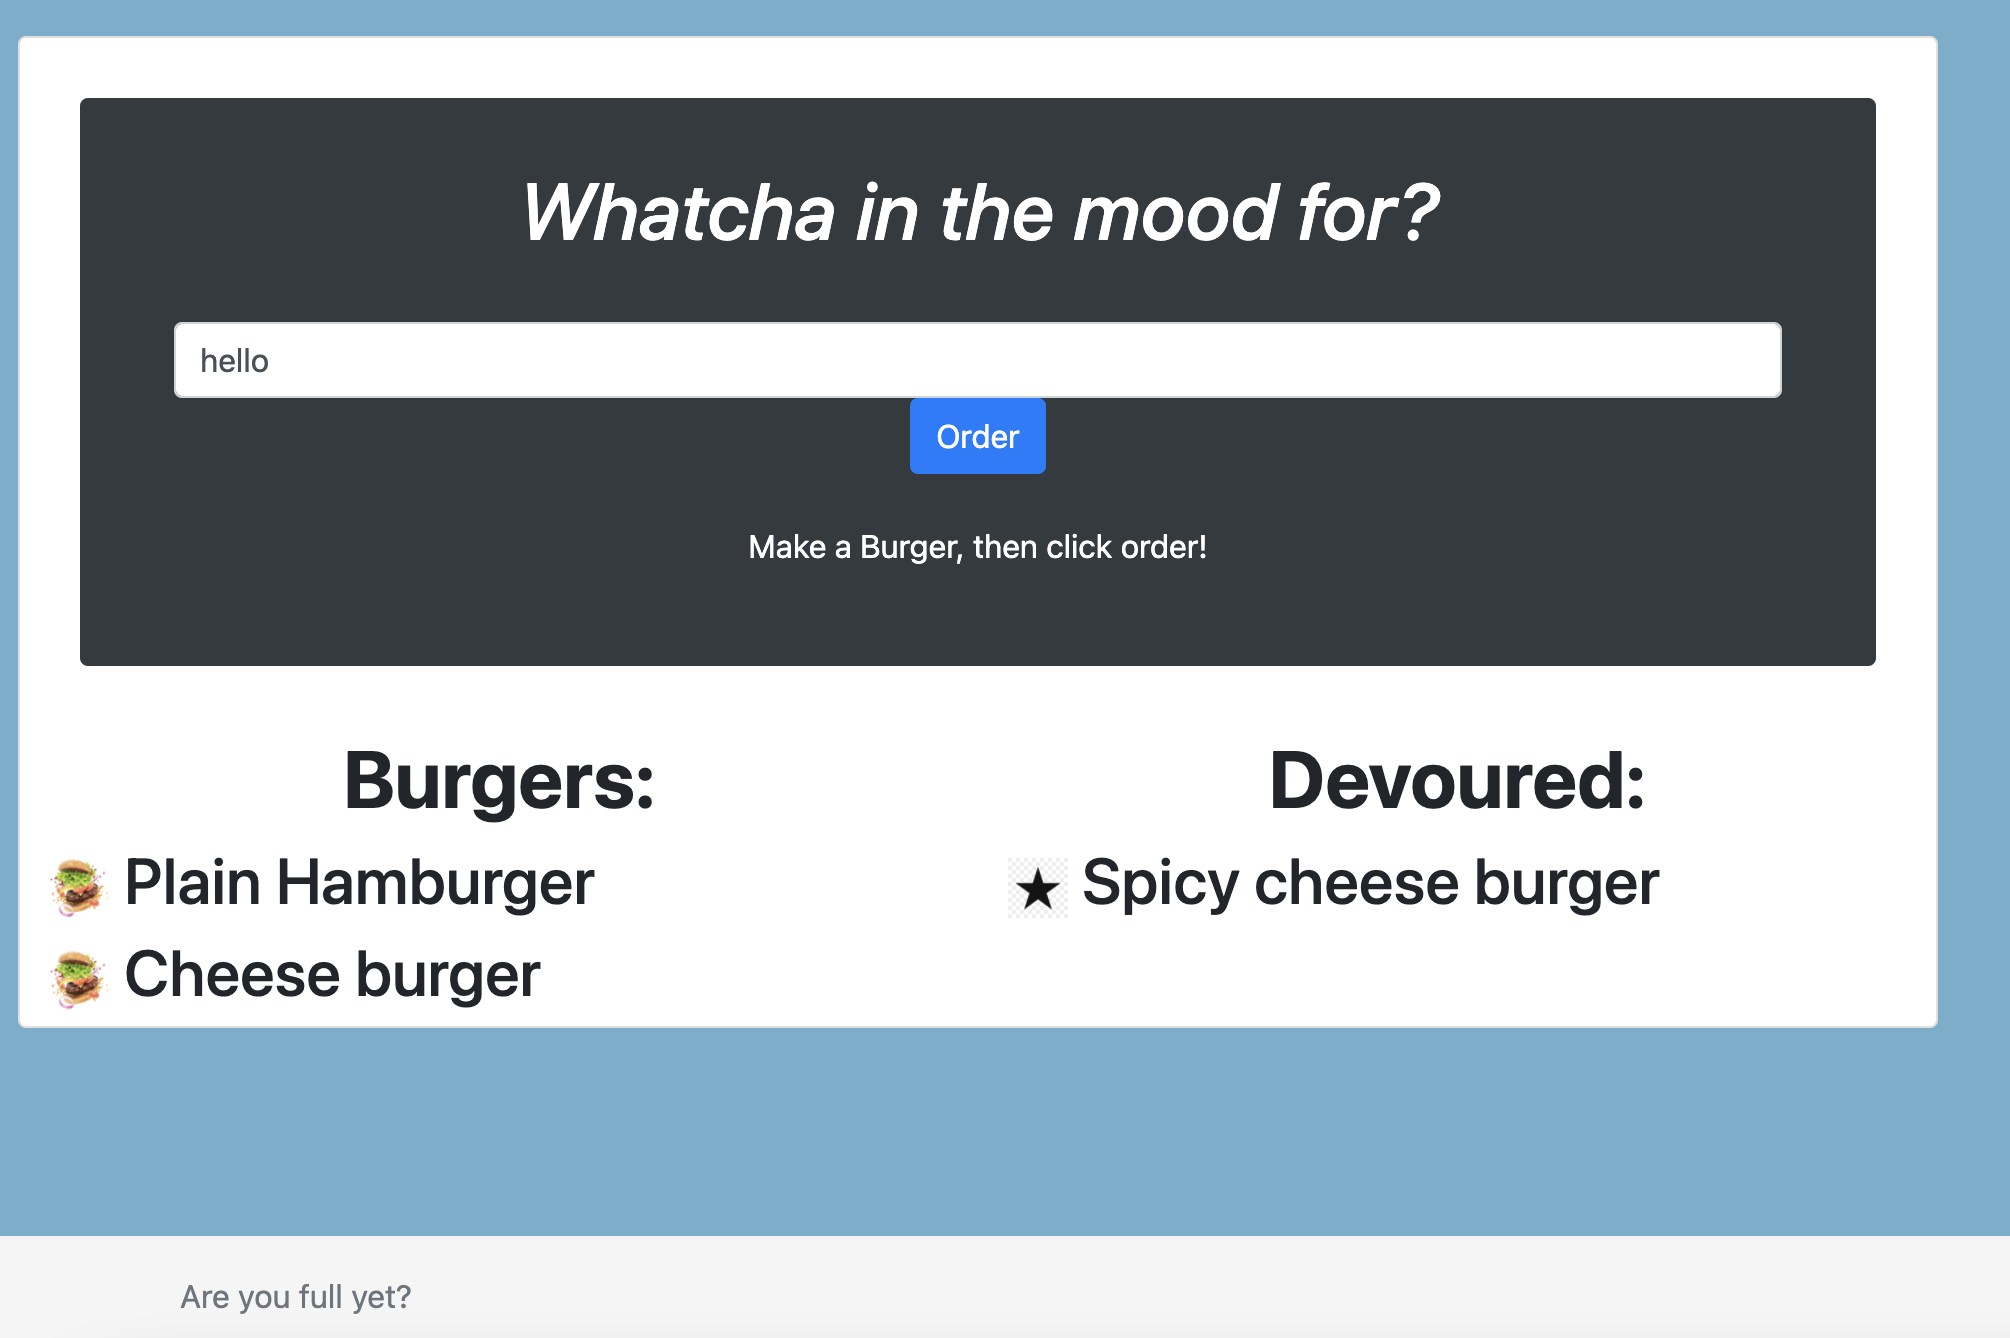 Whatcha in the mood for?
hello
Order
Make a Burger, then click order!
Burgers:
Plain Hamburger
Cheese burger
Devoured:
Spicy cheese burger
Are you full yet?